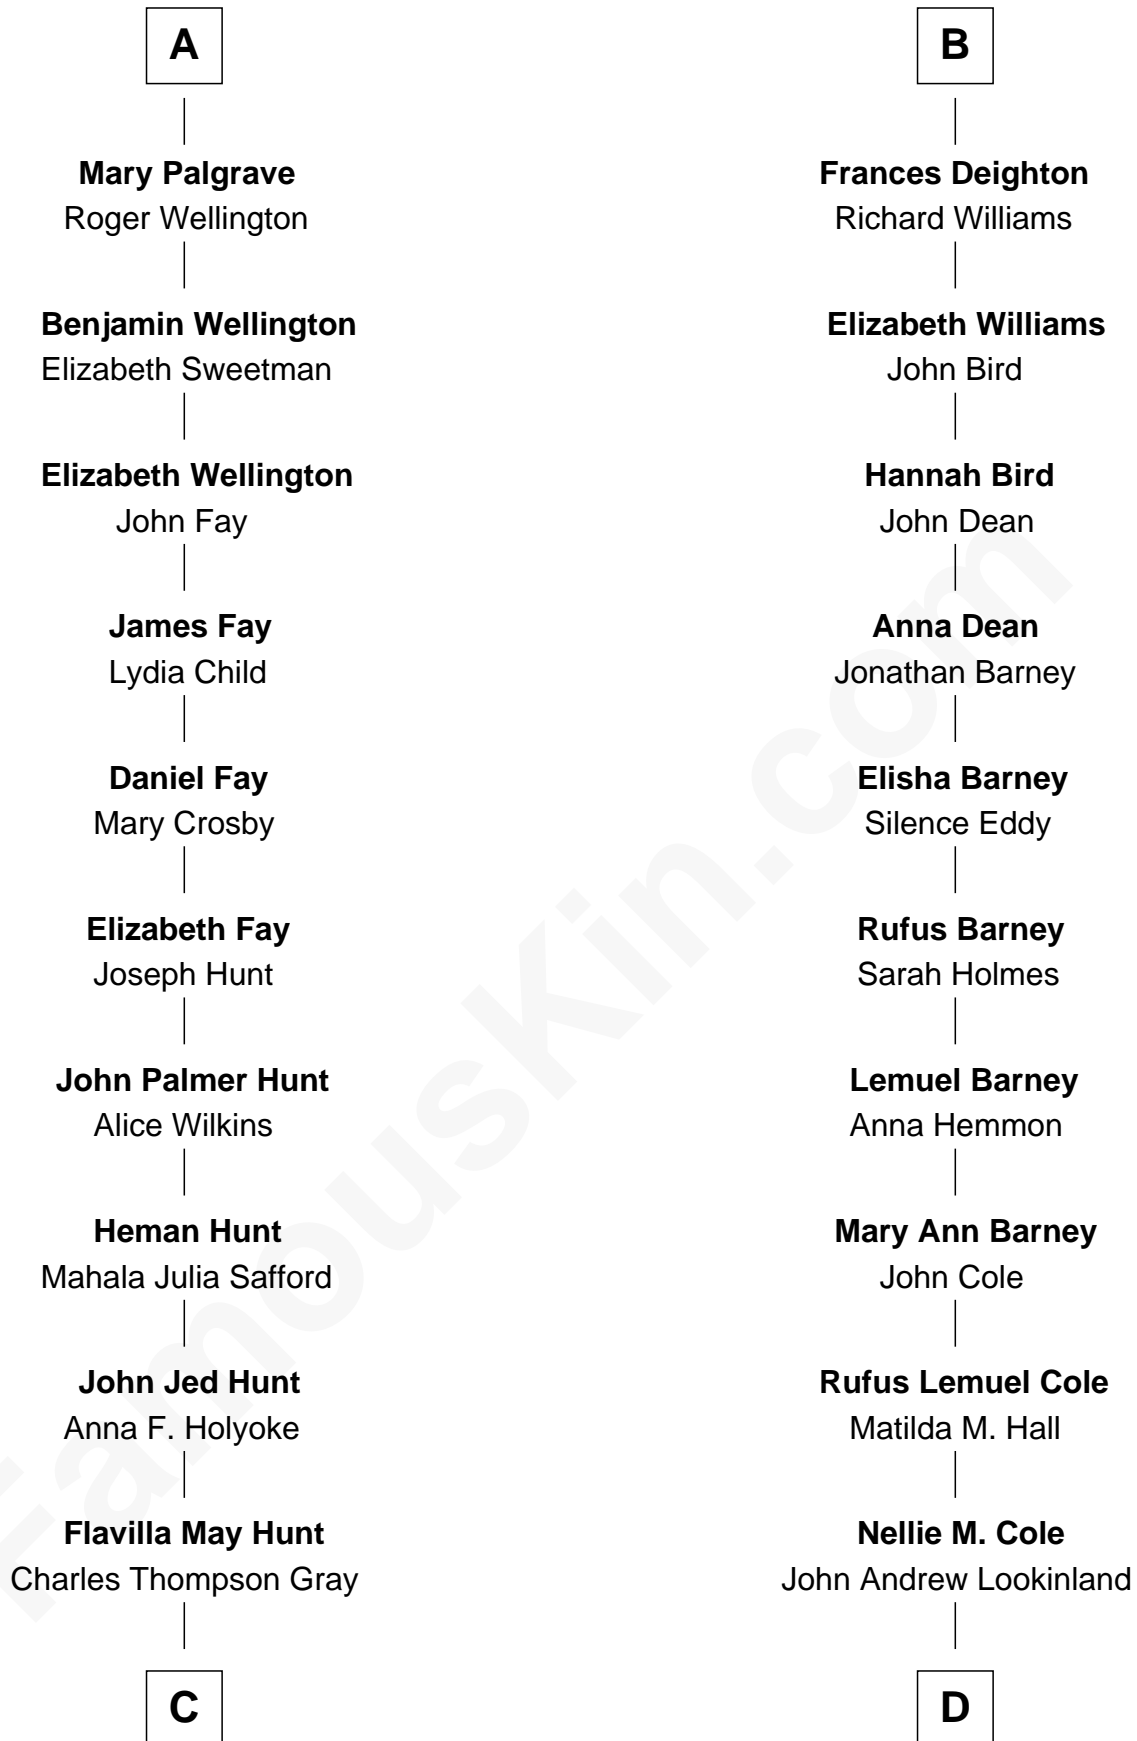 A
Mary Palgrave
Roger Wellington
Benjamin Wellington
Elizabeth Sweetman
Elizabeth Wellington
John Fay
James Fay
Lydia Child
Daniel Fay
Mary Crosby
Elizabeth Fay
Joseph Hunt
John Palmer Hunt
Alice Wilkins
Heman Hunt
Mahala Julia Safford
John Jed Hunt
Anna F. Holyoke
Flavilla May Hunt
Charles Thompson Gray
C
B
Frances Deighton
Richard Williams
Elizabeth Williams
John Bird
Hannah Bird
John Dean
Anna Dean
Jonathan Barney
Elisha Barney
Silence Eddy
Rufus Barney
Sarah Holmes
Lemuel Barney
Anna Hemmon
Mary Ann Barney
John Cole
Rufus Lemuel Cole
Matilda M. Hall
Nellie M. Cole
John Andrew Lookinland
D
FamousKin.com